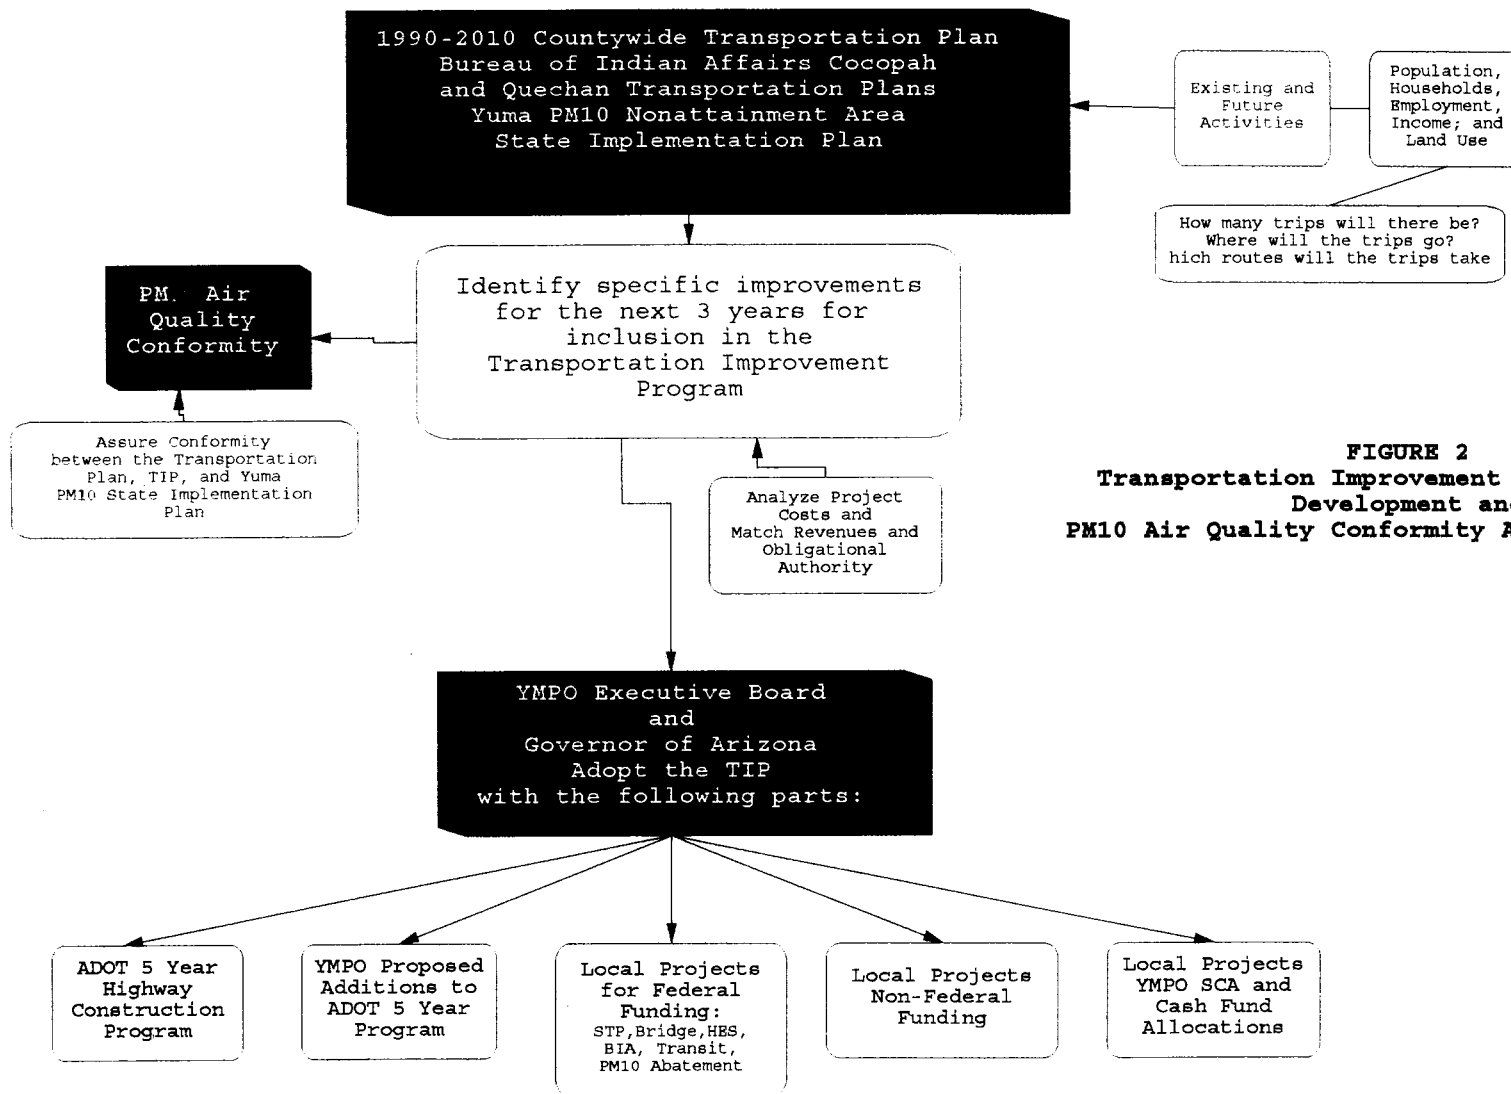 1990-2010 Countywide Transportation Plan
Bureau of Indian Affairs Cocopah
and Quechan Transportation Plans
Yuma PM10 Nonattainment Area
State Implementation Plan
Existing and
Future
Activities
Population,
Households,
Employment,
Income; and
Land Use
How many trips will there be?
Where will the trips go?
hich routes will the trips take
PM. Air
Quality
Conformity
Identify specific improvements
for the next 3 years for
inclusion in the
Transportation Improvement
Program
Assure Conformity
between the Transportation
Plan, TIP, and Yuma
PM10 State Implementation
Plan
Analyze Project
Costs and
Match Revenues and
Obligational
Authority
FIGURE 2
Transportation Improvement
Development an
PM10 Air Quality Conformity A
YMPO Executive Board
and
Governor of Arizona
Adopt the TIP
with the following parts:
ADOT 5 Year
Highway
Construction
Program
YMPO Proposed
Additions to
ADOT 5 Year
Program
Local Projects
for Federal
Funding:
STP,Bridge,HES,
BIA, Transit,
PM10 Abatement
Local Projects
Non-Federal
Funding
Local Projects
YMPO SCA and
Cash Fund
Allocations